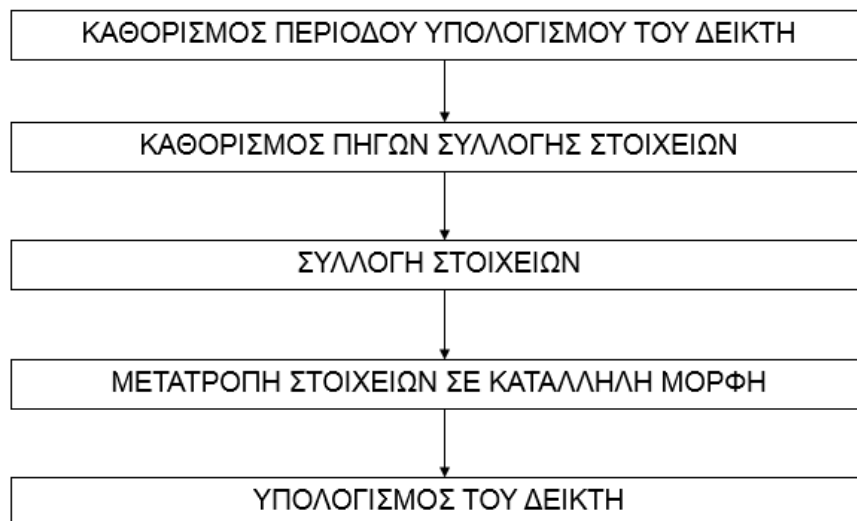 ΚΑΘΟΡΙΣΜΟΣ ΠΕΡΙΟΔΟΥ ΥΠΟΛΟΓΙΣΜΟΥ ΤΟΥ ΔΕΙΚΤΗ
ΚΑΘΟΡΙΣΜΟΣ ΠΗΓΩΝ ΣΥΛΛΟΓΗΣ ΣΤΟΙΧΕΙΩΝ
ΣΥΛΛΟΓΗ ΣΤΟΙΧΕΙΩΝ
ΜΕΤΑΤΡΟΠΗ ΣΤΟΙΧΕΙΩΝ ΣΕ ΚΑΤΑΛΛΗΛΗ ΜΟΡΦΗ
ΥΠΟΛΟΓΙΣΜΟΣ ΤΟΥ ΔΕΙΚΤΗ